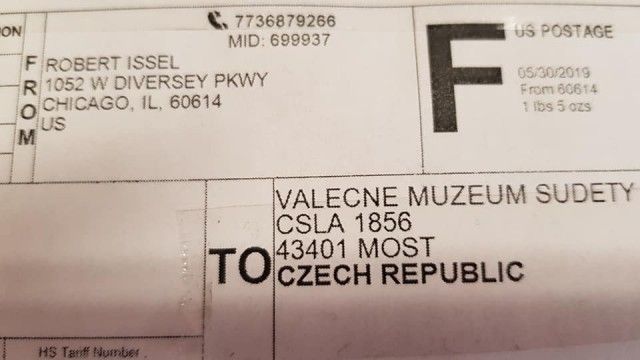 ON
7736879266
MID: 699937
FROM
ROBERT ISSEL
1052 W DIVERSEY PKWY
CHICAGO, IL, 60614
US
F
US POSTAGE
05/30/2019
From 60614
1 lbs 5 ozs
TO
VALECNE MUZEUM SUDETY
CSLA 1856
43401 MOST
CZECH REPUBLIC
HS Tariff Number